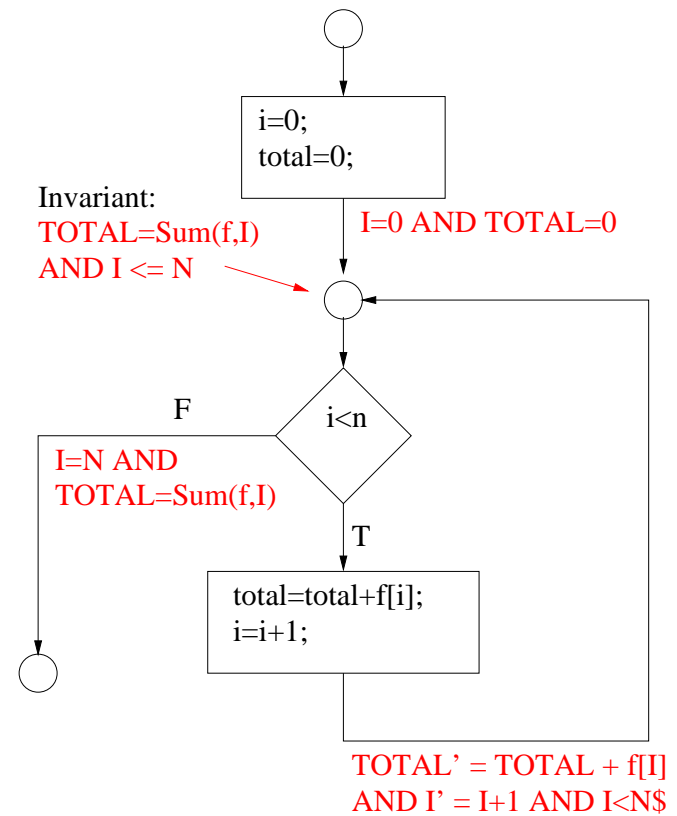 i=0;
total=0;
Invariant:
TOTAL=Sum(f,I)
AND I <= N
I=0 AND TOTAL=0
F
i<n
I=N AND
TOTAL=Sum(f,I)
T
total=total+f[i];
i=i+1;
TOTAL’ = TOTAL + f[I]
AND I’ = I+1 AND I<N$